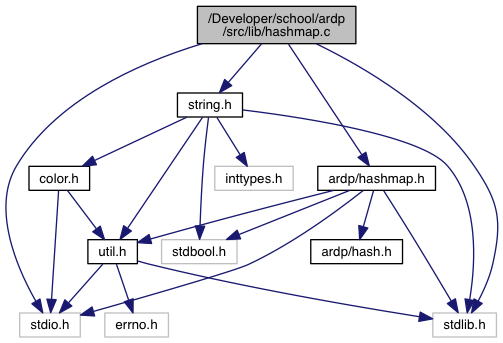 /Developer/school/ardp
/src/lib/hashmap.c
string.h
color.h
inttypes.h
ardp/hashmap.h
util.h
stdbool.h
ardp/hash.h
stdio.h
errno.h
stdlib.h